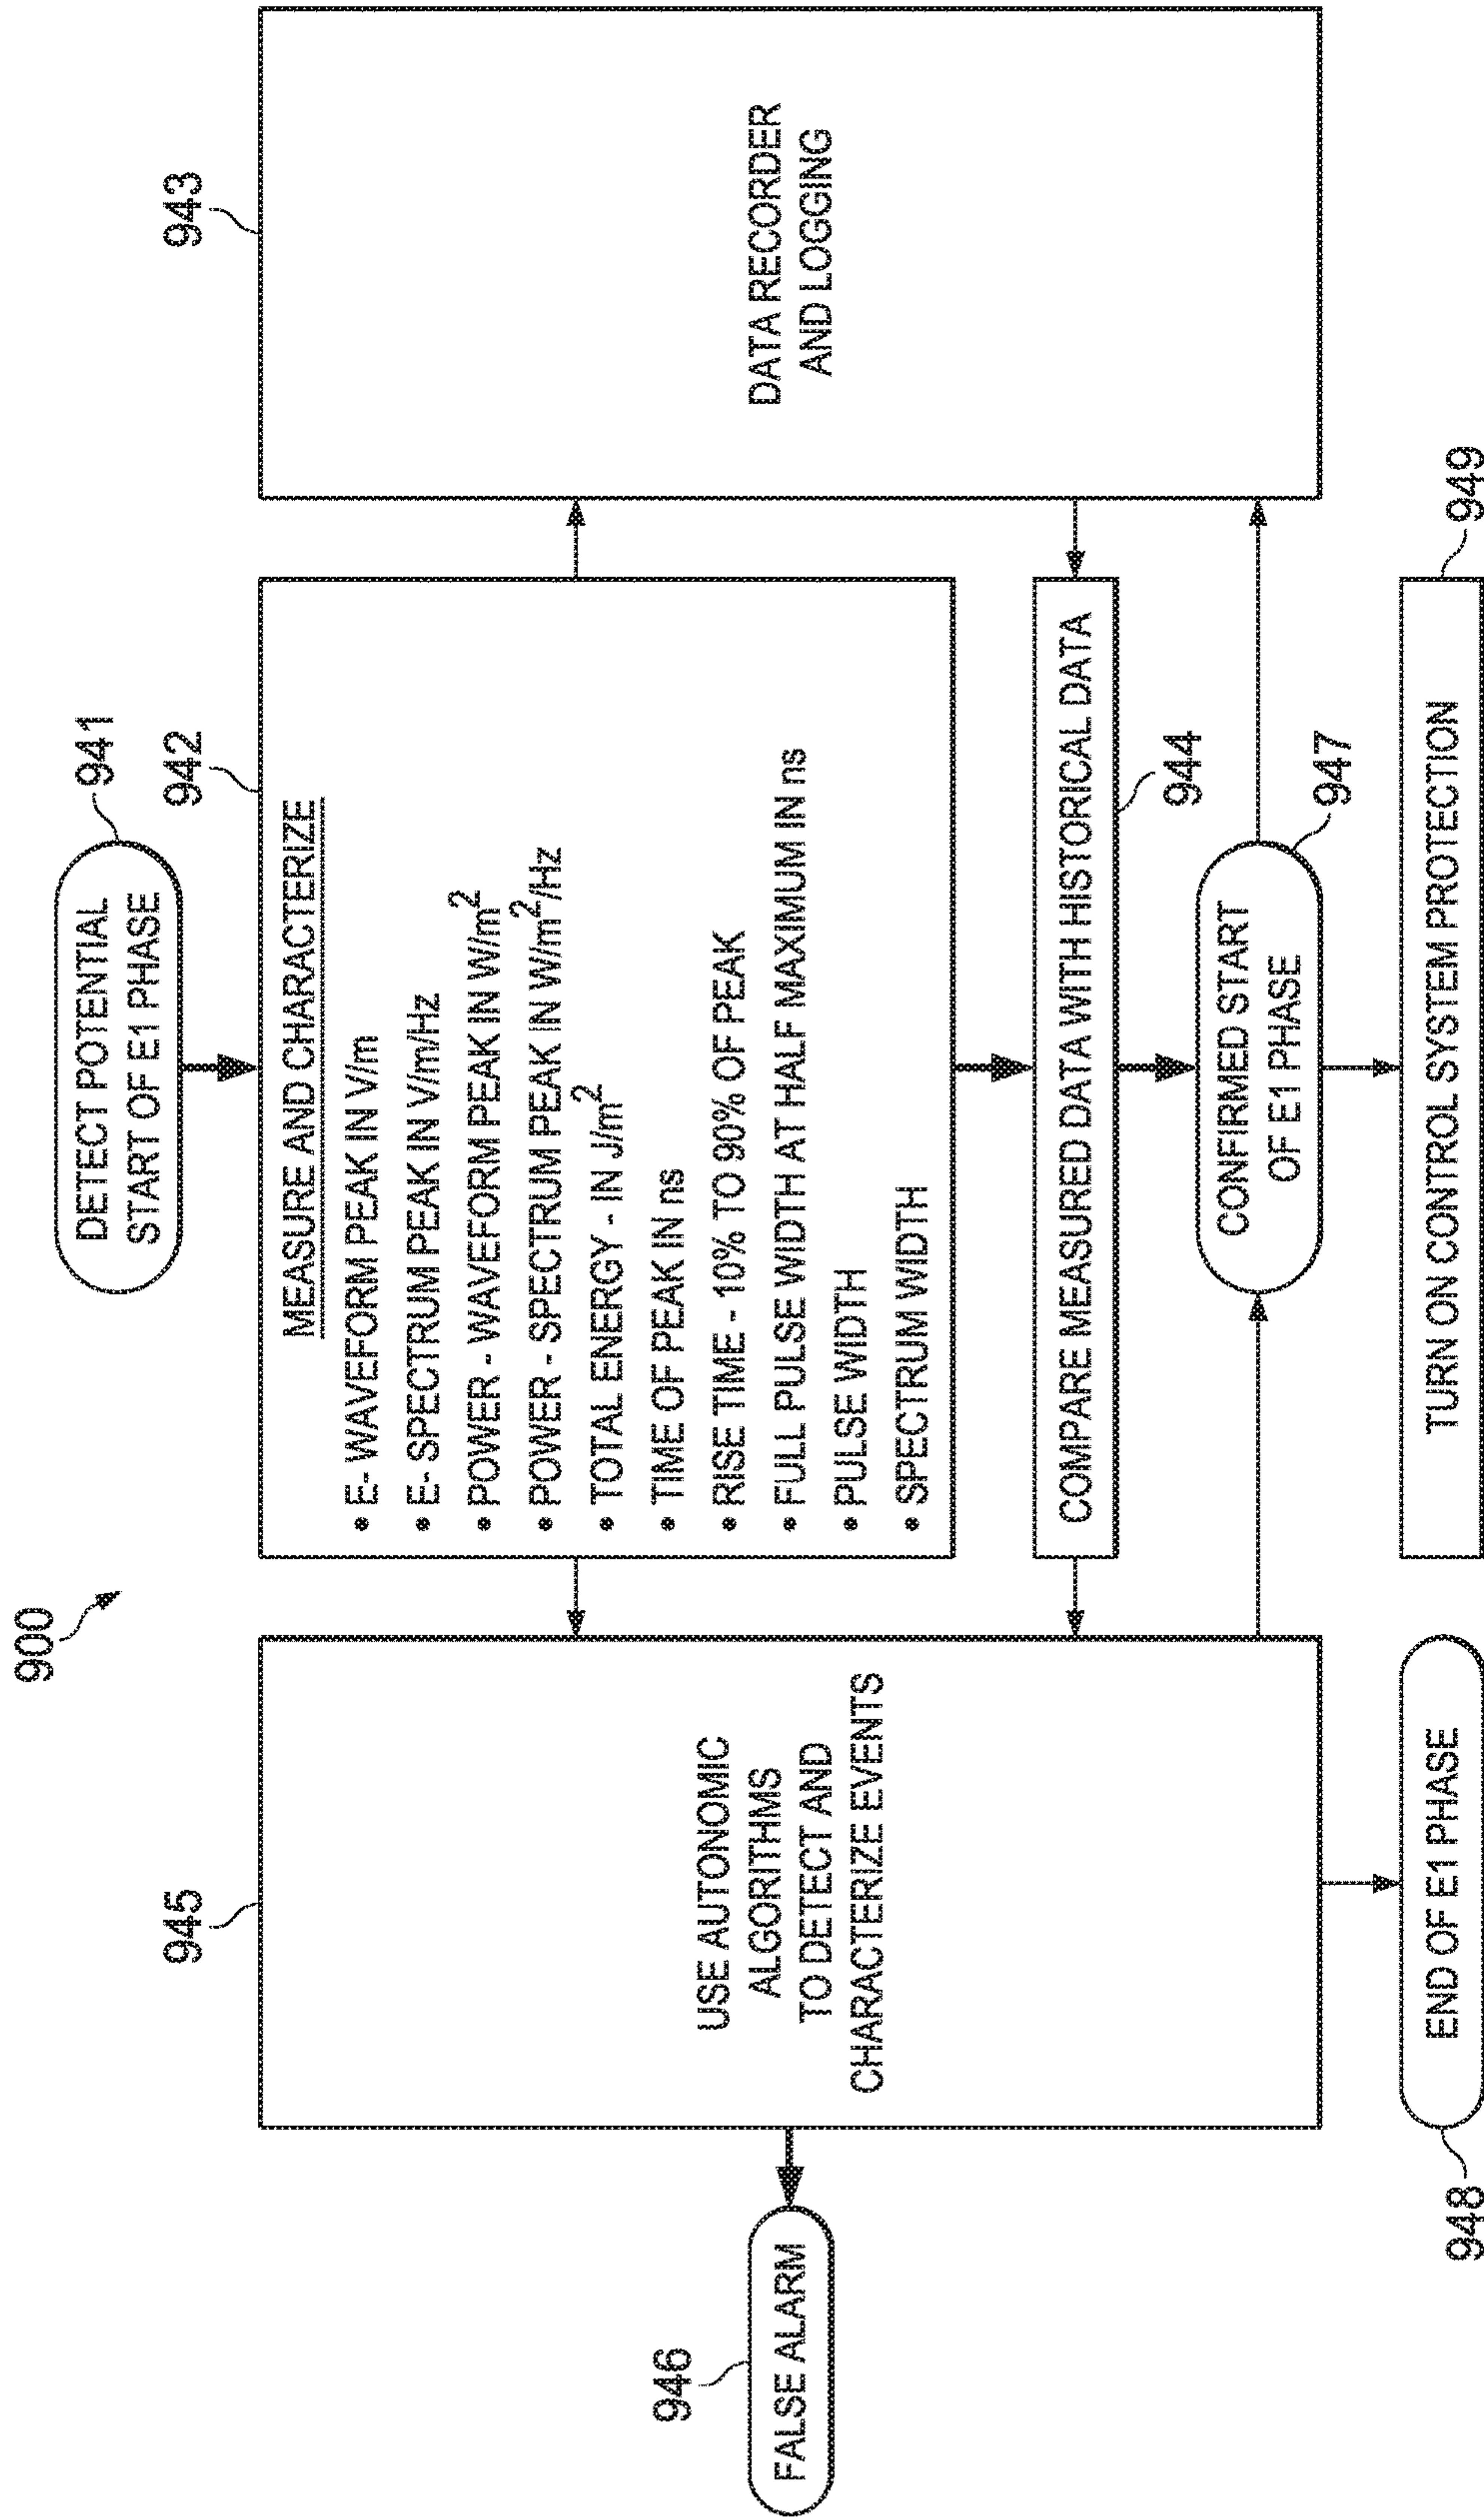 900
941
DETECT POTENTIAL
START OF E1 PHASE
942
MEASURE AND CHARACTERIZE
• E- WAVEFORM PEAK IN V/m
• E- SPECTRUM PEAK IN V/m/Hz
• POWER - WAVEFORM PEAK IN W/m²
• POWER - SPECTRUM PEAK IN W/m²/Hz
• TOTAL ENERGY - IN J/m²
• TIME OF PEAK IN ns
• RISE TIME - 10% TO 90% OF PEAK
• FULL PULSE WIDTH AT HALF MAXIMUM IN ns
• PULSE WIDTH
• SPECTRUM WIDTH
943
DATA RECORDER
AND LOGGING
945
USE AUTONOMIC
ALGORITHMS
TO DETECT AND
CHARACTERIZE EVENTS
946
FALSE ALARM
COMPARE MEASURED DATA WITH HISTORICAL DATA
944
CONFIRMED START
OF E1 PHASE
947
948
END OF E1 PHASE
TURN ON CONTROL SYSTEM PROTECTION
949